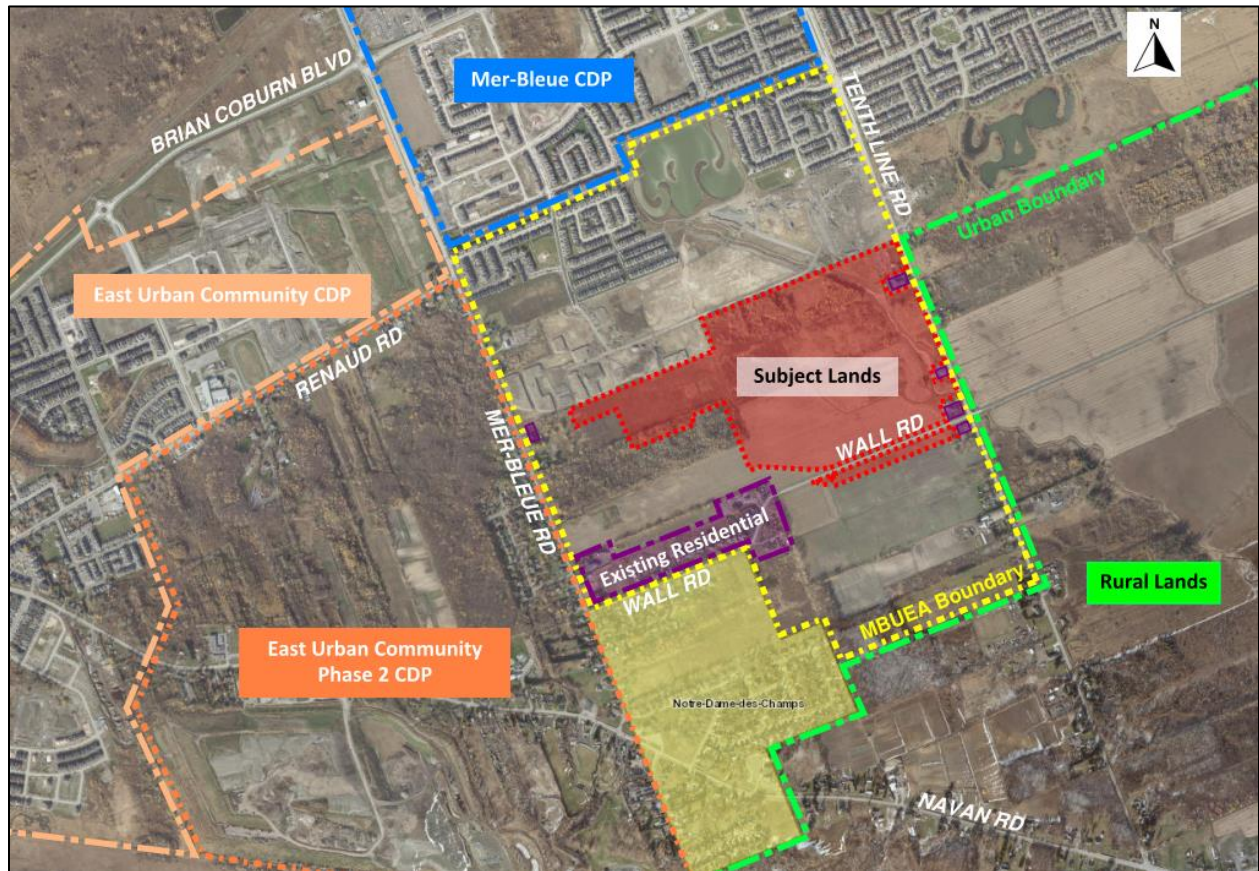 N
Mer-Bleue CDP
BRIAN COBURN BLVD
TENTH LINE RD
Urban Boundary
East Urban Community CDP
RENAUD RD
Subject Lands
MER-BLEUE RD
WALL RD
Existing Residential
WALL RD
MBUEA Boundary
Rural Lands
East Urban Community
Phase 2 CDP
Notre-Dame-des-Champs
NAVAN RD